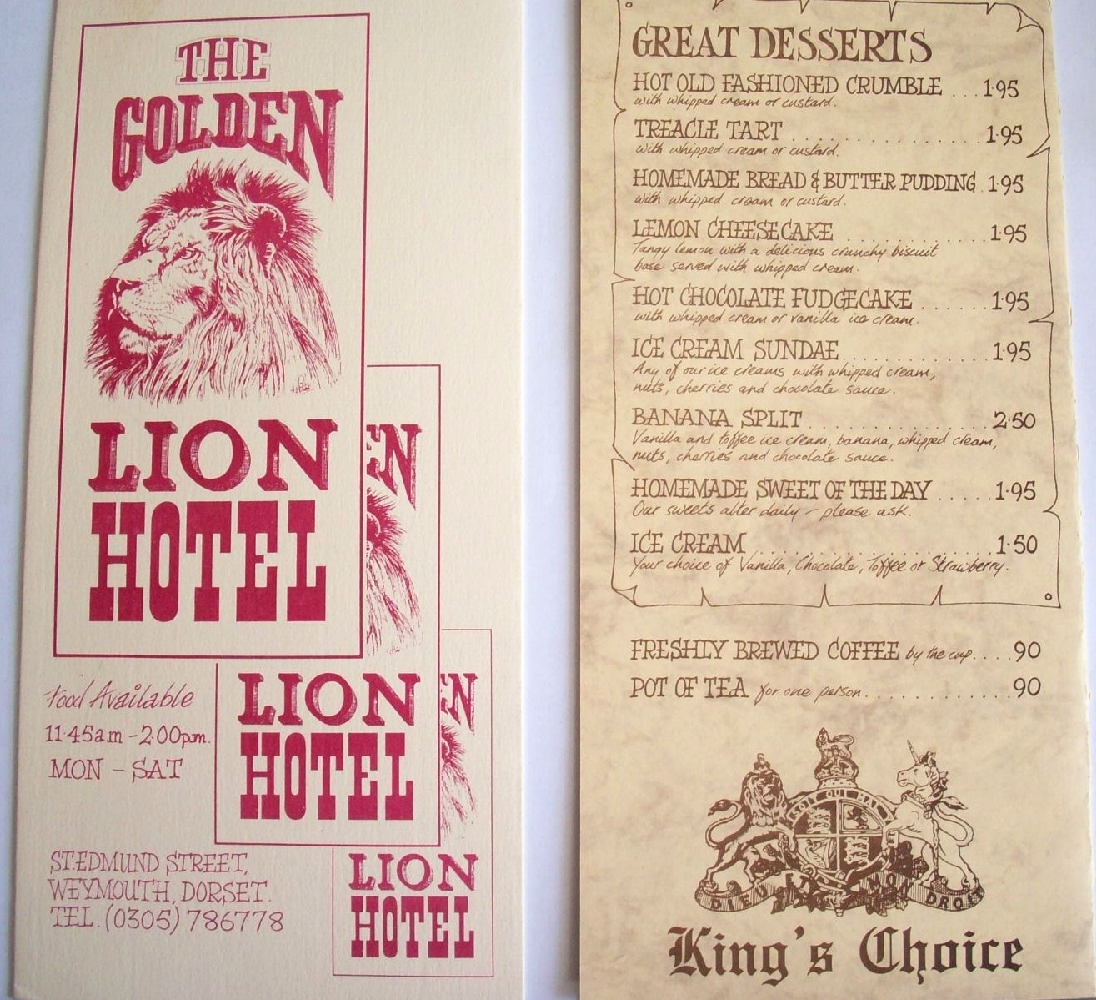 THE
GOLDEN
LION
HOTEL
EN
LION
HOTEL
EN
LION
HOTEL
Food Available
11·45am - 2·00pm.
MON - SAT
ST.EDMUND STREET,
WEYMOUTH, DORSET.
TEL. (0305) 786778
GREAT DESSERTS
HOT OLD FASHIONED CRUMBLE ...1·95
with whipped cream or custard.
TREACLE TART ............ 1·95
with whipped cream or custard.
HOMEMADE BREAD & BUTTER PUDDING . 1·95
with whipped cream or custard.
LEMON CHEESECAKE ............ 1·95
Tangy lemon with a delicious crunchy biscuit
base served with whipped cream.
HOT CHOCOLATE FUDGECAKE ...... 1·95
with whipped cream or vanilla ice cream.
ICE CREAM SUNDAE ............ 1·95
Any of our ice creams with whipped cream,
nuts, cherries and chocolate sauce.
BANANA SPLIT ............ 2·50
Vanilla and toffee ice cream, banana, whipped cream,
nuts, cherries and chocolate sauce.
HOMEMADE SWEET OF THE DAY ..... 1·95
Our sweets alter daily - please ask.
ICE CREAM ............ 1·50
Your choice of Vanilla, Chocolate, Toffee or Strawberry.
FRESHLY BREWED COFFEE by the cup....90
POT OF TEA for one person............90
SOIT QUI MAL
DIEU ET MON DROIT
King's Choice